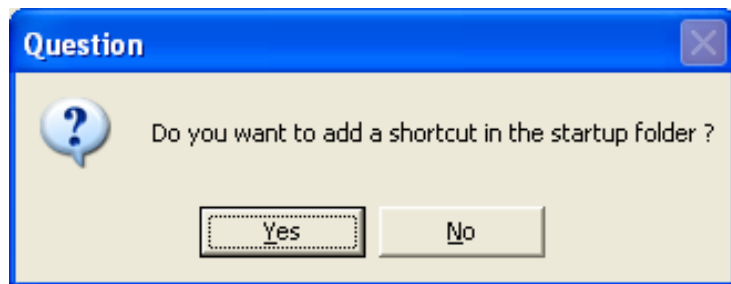 Question
Do you want to add a shortcut in the startup folder ?
Yes
No